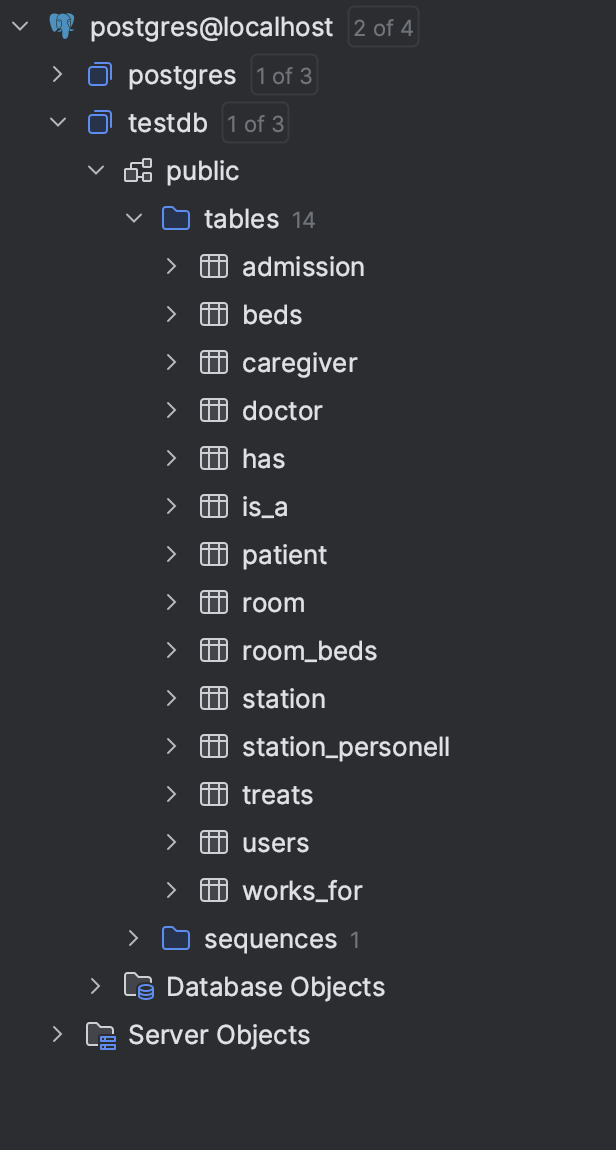 postgres@localhost 2 of 4
postgres 1 of 3
testdb 1 of 3
public
tables 14
admission
beds
caregiver
doctor
has
is_a
patient
room
room_beds
station
station_personell
treats
users
works_for
sequences 1
Database Objects
Server Objects